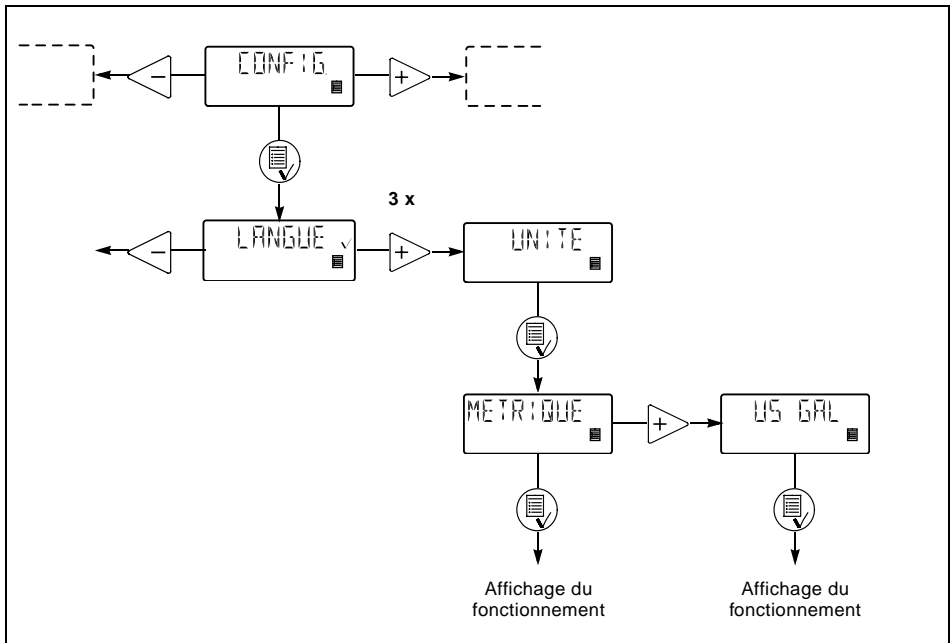 CONFIG.
−
+
3 x
LANGUE ✓
−
+
UNITE
METRIQUE
+
US GAL
Affichage du
fonctionnement
Affichage du
fonctionnement